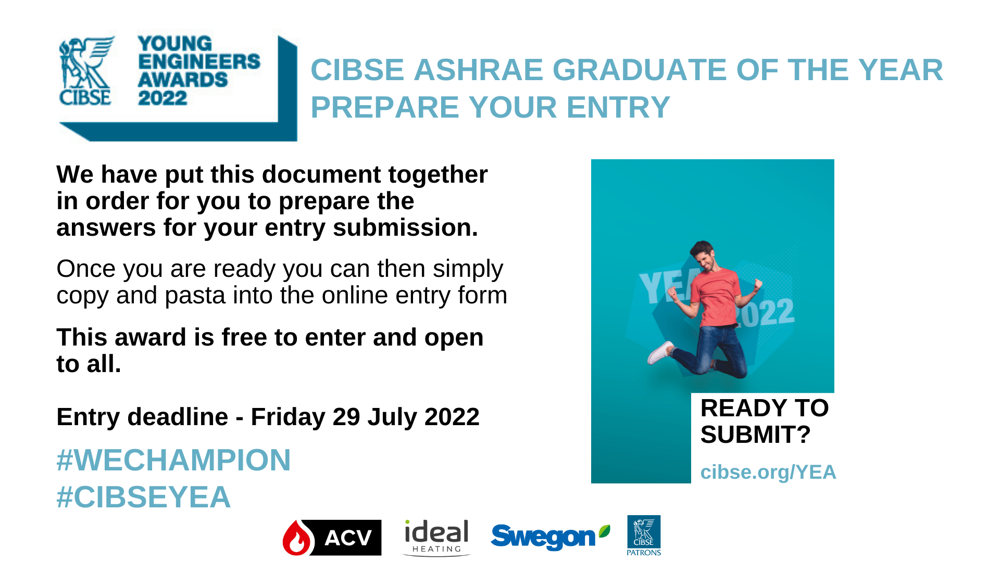 CIBSE
YOUNG
ENGINEERS
AWARDS
2022
CIBSE ASHRAE GRADUATE OF THE YEAR
PREPARE YOUR ENTRY
We have put this document together
in order for you to prepare the
answers for your entry submission.
Once you are ready you can then simply
copy and pasta into the online entry form
This award is free to enter and open
to all.
Entry deadline - Friday 29 July 2022
#WECHAMPION
#CIBSEYEA
YEA
2022
READY TO
SUBMIT?
cibse.org/YEA
ACV
ideal
HEATING
Swegon
CIBSE
PATRONS